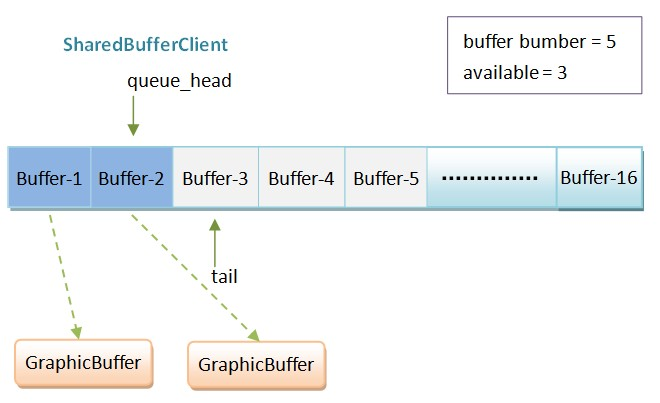 SharedBufferClient
buffer bumber = 5
available = 3
queue_head
Buffer-1 Buffer-2 Buffer-3 Buffer-4 Buffer-5 .............. Buffer-16
tail
GraphicBuffer GraphicBuffer